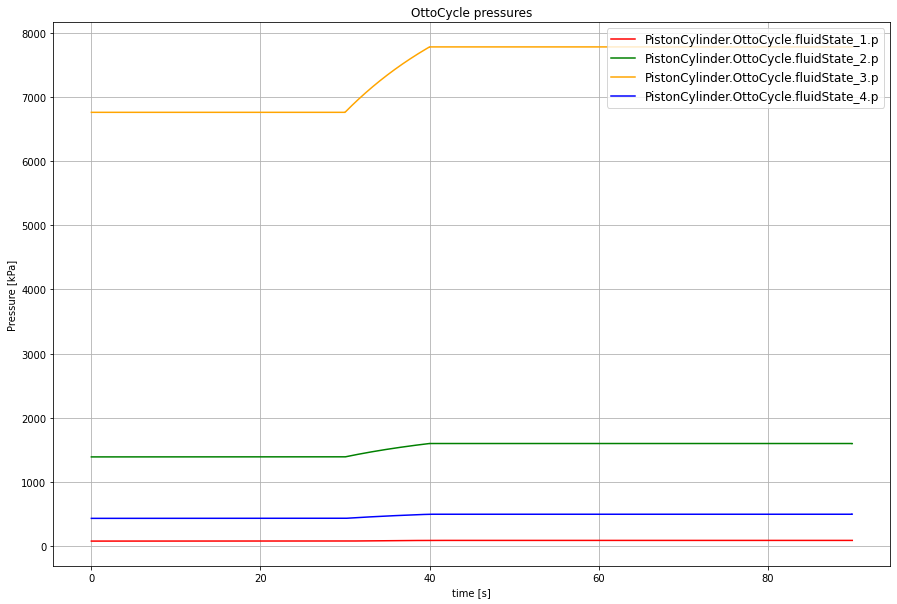 OttoCycle pressures
PistonCylinder.OttoCycle.fluidState_1.p
PistonCylinder.OttoCycle.fluidState_2.p
PistonCylinder.OttoCycle.fluidState_3.p
PistonCylinder.OttoCycle.fluidState_4.p
Pressure [kPa]
8000
7000
6000
5000
4000
3000
2000
1000
0
0 20 40 60 80
time [s]